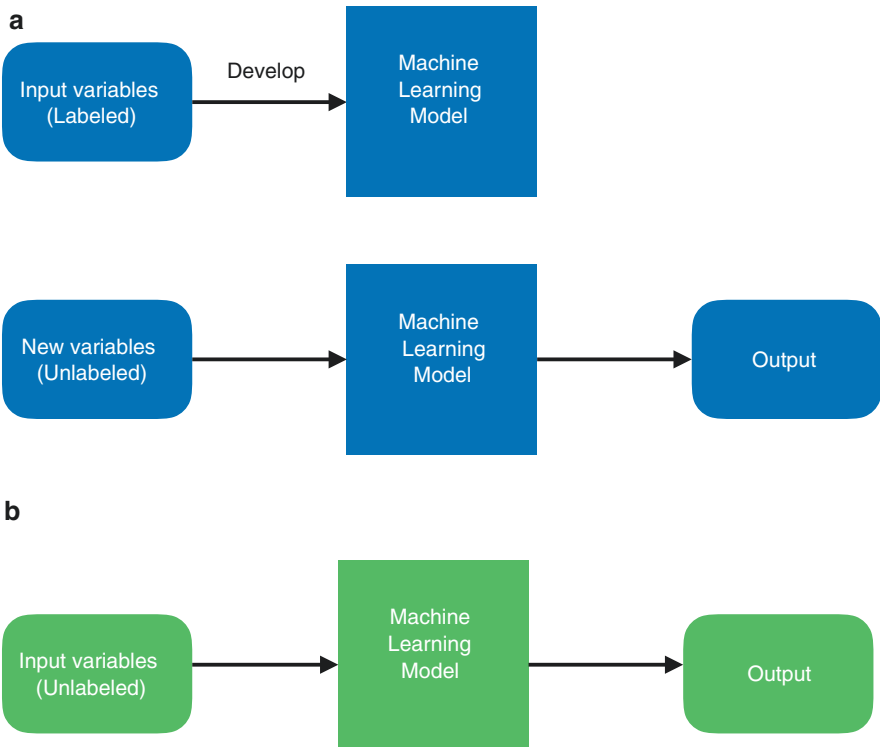 a
Input variables
(Labeled)
Develop
Machine
Learning
Model
New variables
(Unlabeled)
Machine
Learning
Model
Output
b
Input variables
(Unlabeled)
Machine
Learning
Model
Output